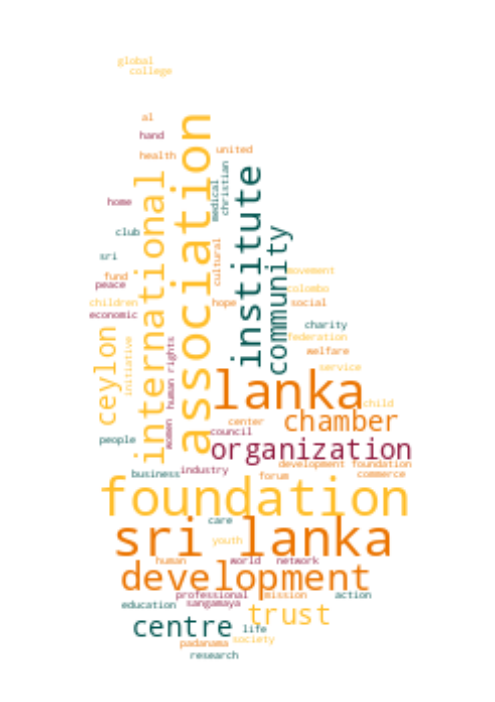 global
college
al
hand
health
united
association
international
institute
medical
christian
home
community
club
cultural
sri
fund
peace
movement
colombo
children
hope
social
economic
charity
ceylon
initiative
human rights
federation
welfare
service
lanka
child
chamber
center
women
council
people
organization
business
industry
development
foundation
forum
commerce
foundation
care
sri lanka
youth
human
world
network
development
professional
mission
action
education
sangamaya
trust
centre
life
society
padanama
research